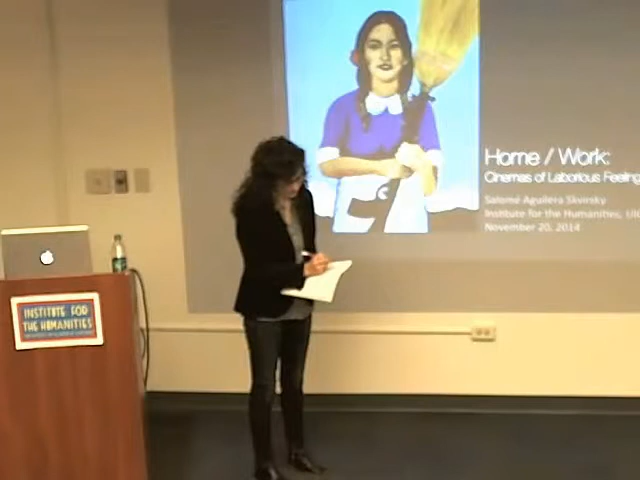 Home / Work:
Cinemas of Laborious Feeling
Salomé Aguilera Skvirsky
Institute for the Humanities, UIC
November 20, 2014
INSTITUTE FOR
THE HUMANITIES